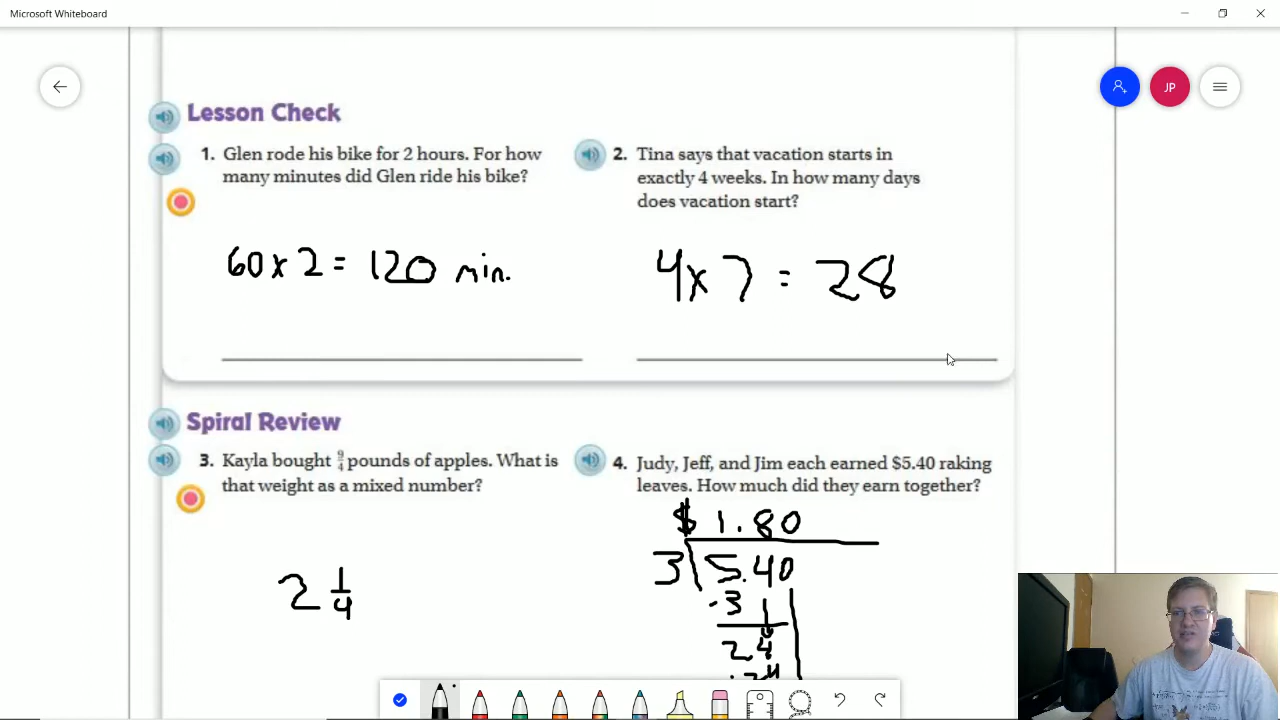 Microsoft Whiteboard
JP
Lesson Check
1. Glen rode his bike for 2 hours. For how
many minutes did Glen ride his bike?
60 x 2 = 120 min.
2. Tina says that vacation starts in
exactly 4 weeks. In how many days
does vacation start?
4 x 7 = 28
Spiral Review
3. Kayla bought 9/4 pounds of apples. What is
that weight as a mixed number?
2 1/4
4. Judy, Jeff, and Jim each earned $5.40 raking
leaves. How much did they earn together?
$ 1.80
3 5.40
-3
24